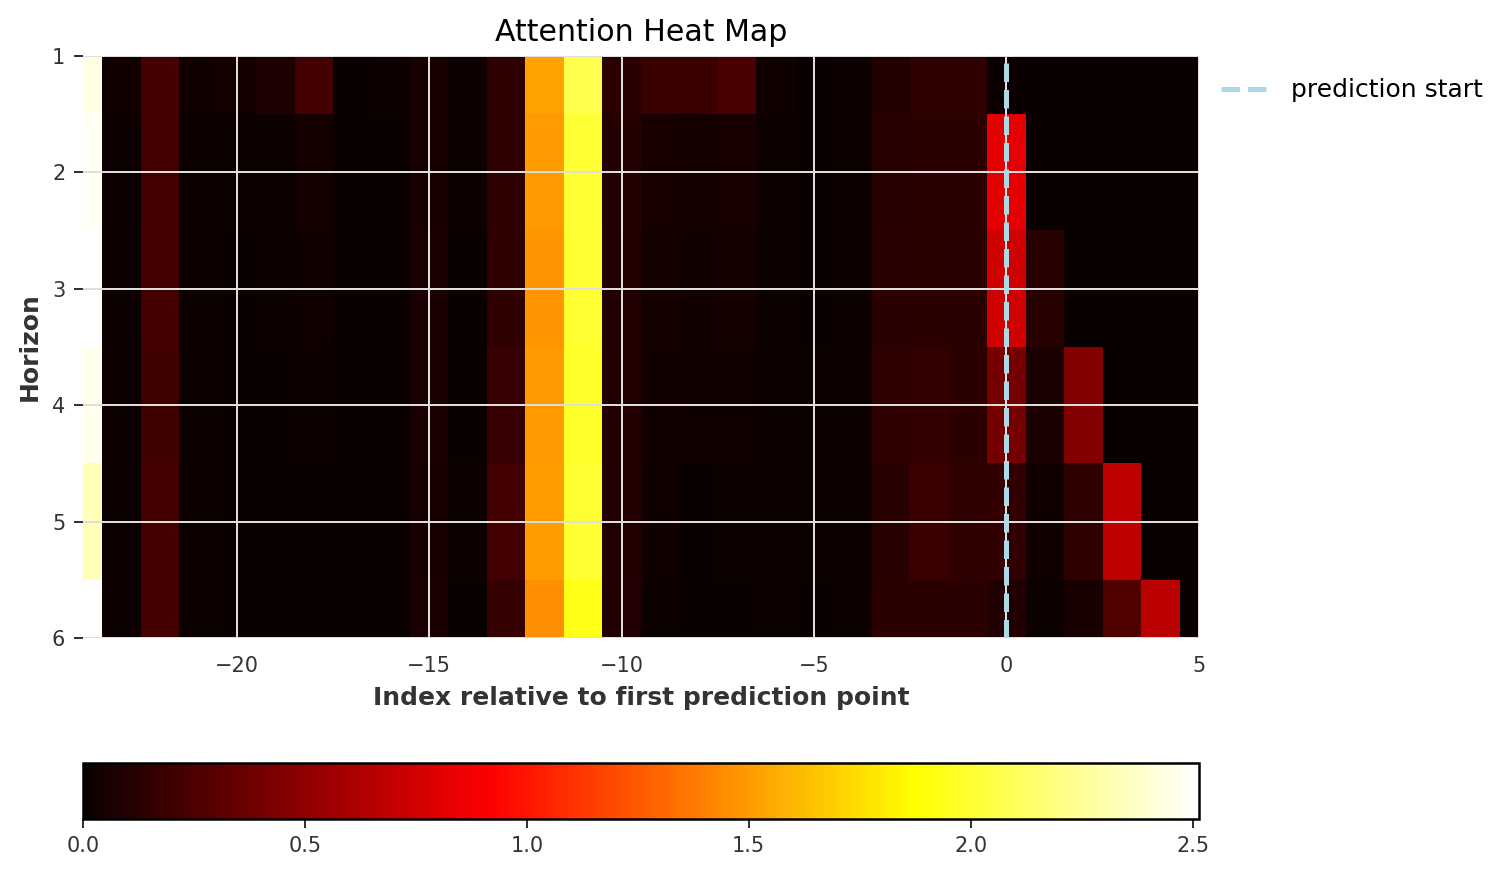 Attention Heat Map
prediction start
Horizon
1
2
3
4
5
6
−20 −15 −10 −5 0 5
Index relative to first prediction point
0.0 0.5 1.0 1.5 2.0 2.5